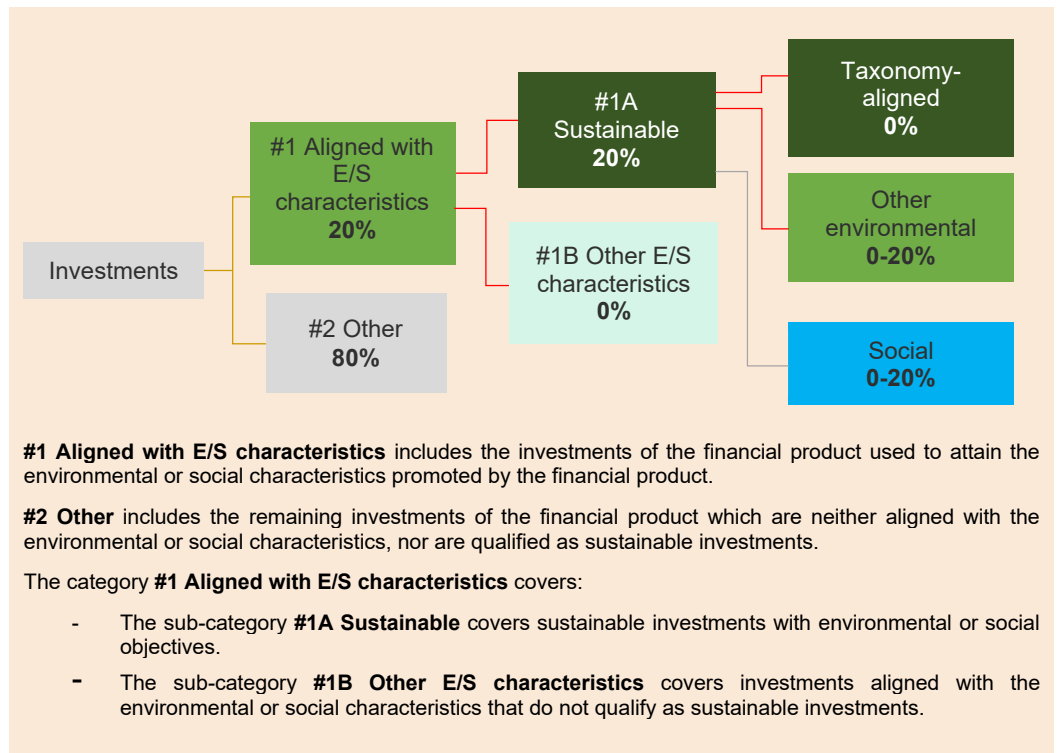 Investments
#1 Aligned with
E/S
characteristics
20%
#2 Other
80%
#1A
Sustainable
20%
#1B Other E/S
characteristics
0%
Taxonomy-
aligned
0%
Other
environmental
0-20%
Social
0-20%
#1 Aligned with E/S characteristics includes the investments of the financial product used to attain the
environmental or social characteristics promoted by the financial product.
#2 Other includes the remaining investments of the financial product which are neither aligned with the
environmental or social characteristics, nor are qualified as sustainable investments.
The category #1 Aligned with E/S characteristics covers:
- The sub-category #1A Sustainable covers sustainable investments with environmental or social
objectives.
- The sub-category #1B Other E/S characteristics covers investments aligned with the
environmental or social characteristics that do not qualify as sustainable investments.